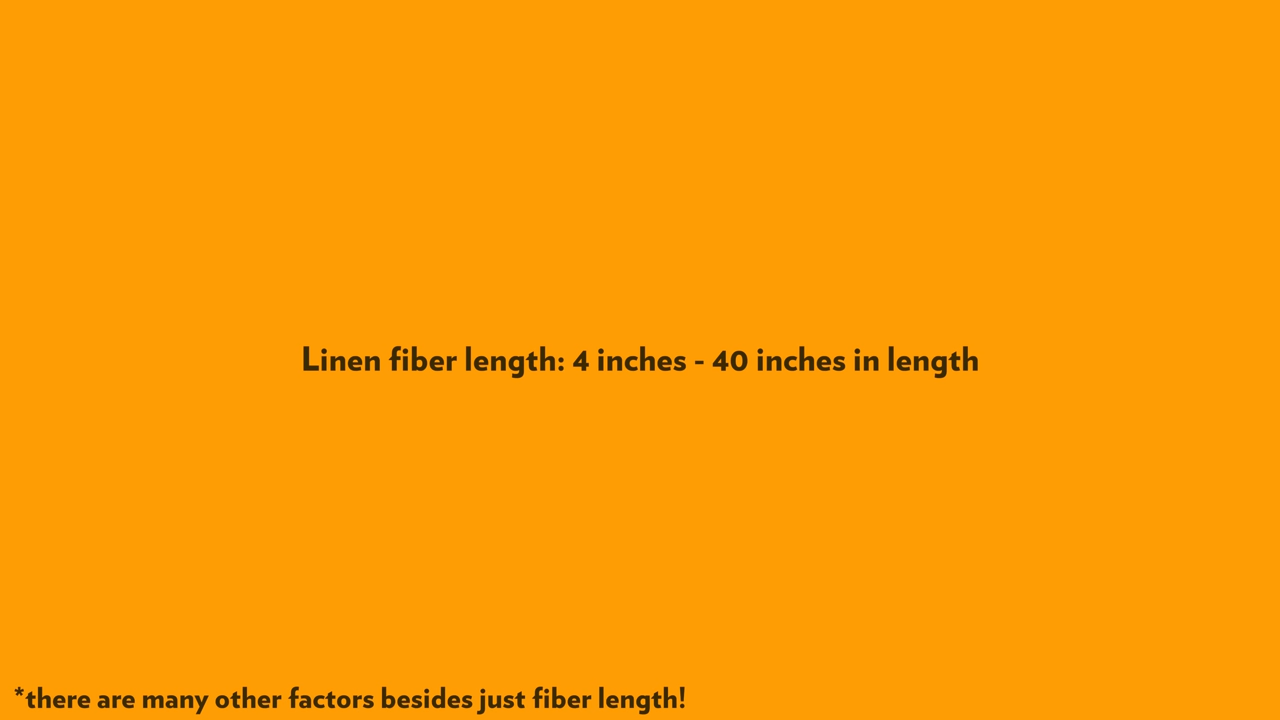 Linen fiber length: 4 inches - 40 inches in length
*there are many other factors besides just fiber length!